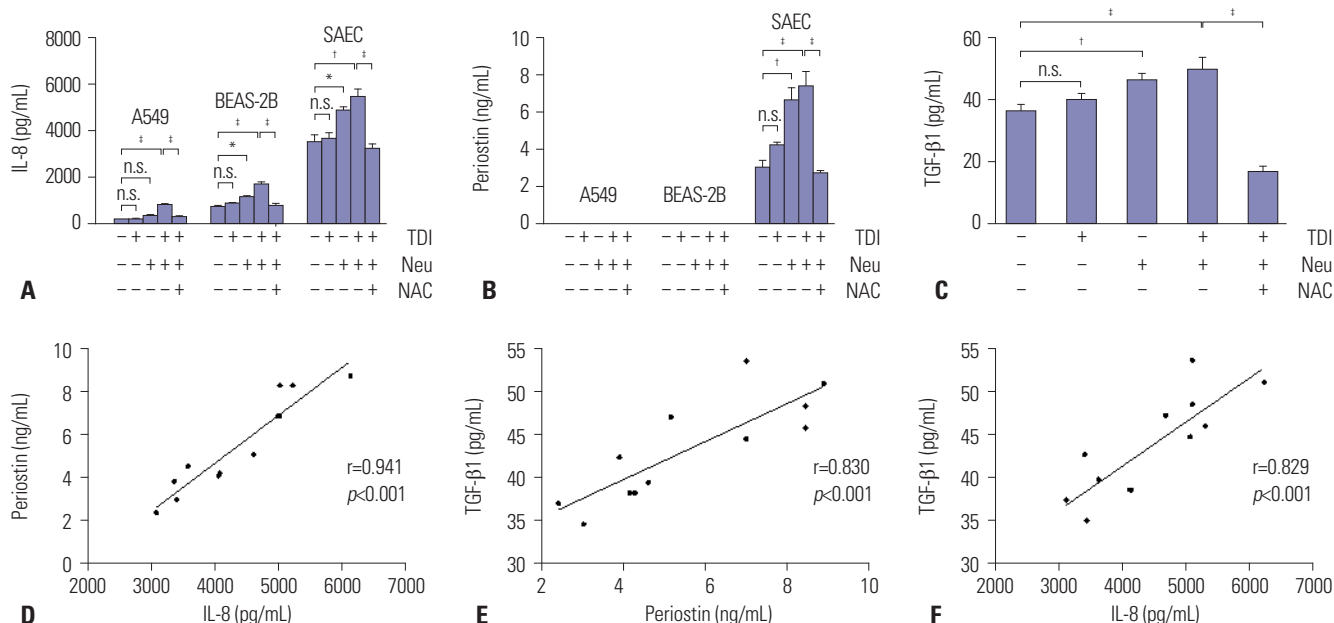 A
IL-8 (pg/mL)
8000
6000
4000
2000
0
A549
BEAS-2B
SAEC
n.s.
n.s.
‡
‡
n.s.
*
‡
‡
n.s.
*
†
‡
– + – + + – + – + + – + – + + TDI
– – + + + – – + + + – – + + + Neu
– – – – + – – – – + – – – – + NAC
B
Periostin (ng/mL)
10
8
6
4
2
0
A549
BEAS-2B
SAEC
n.s.
†
‡
‡
– + – + + – + – + + – + – + + TDI
– – + + + – – + + + – – + + + Neu
– – – – + – – – – + – – – – + NAC
C
TGF-β1 (pg/mL)
60
40
20
0
n.s.
†
‡
‡
– + – + + TDI
– – + + + Neu
– – – – + NAC
D
Periostin (ng/mL)
10
8
6
4
2
0
2000 3000 4000 5000 6000 7000
IL-8 (pg/mL)
r=0.941
p<0.001
E
TGF-β1 (pg/mL)
55
50
45
40
35
30
2 4 6 8 10
Periostin (ng/mL)
r=0.830
p<0.001
F
TGF-β1 (pg/mL)
55
50
45
40
35
30
2000 3000 4000 5000 6000 7000
IL-8 (pg/mL)
r=0.829
p<0.001